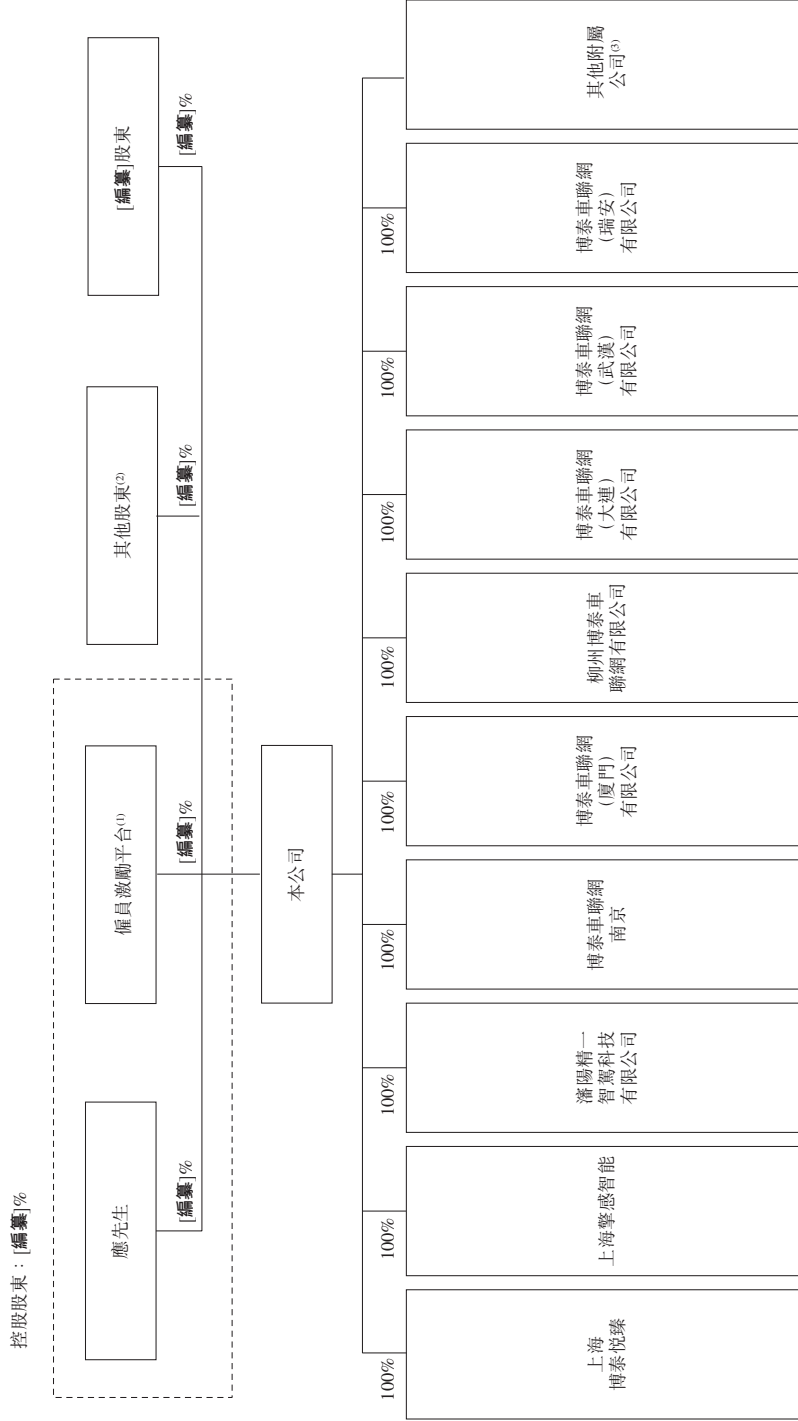 控股股東：[編纂]%
應先生
僱員激勵平台(1)
其他股東(2)
[編纂]股東
[編纂]%
[編纂]%
[編纂]%
[編纂]%
本公司
100%
100%
100%
100%
100%
100%
100%
100%
100%
上海
博泰悅臻
上海擎感智能
瀋陽精一
智駕科技
有限公司
博泰車聯網
南京
博泰車聯網
(廈門)
有限公司
柳州博泰車
聯網有限公司
博泰車聯網
(大連)
有限公司
博泰車聯網
(武漢)
有限公司
博泰車聯網
(瑞安)
有限公司
其他附屬
公司(3)